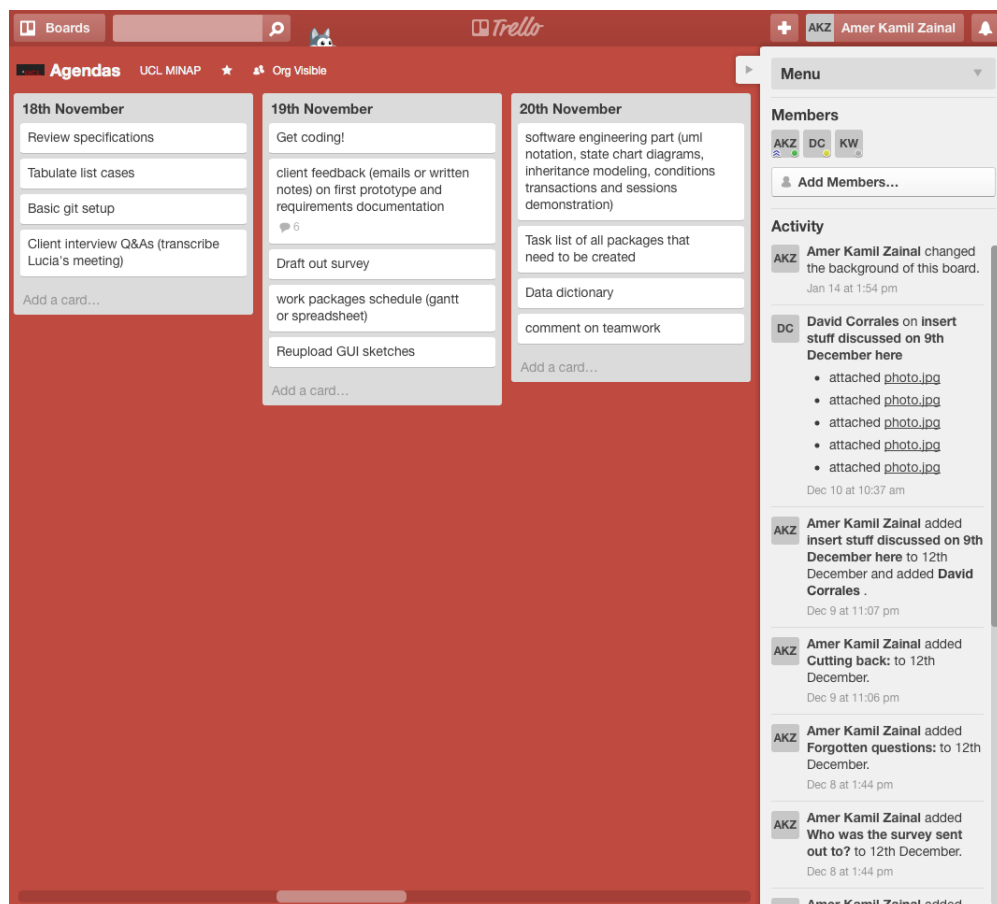 Boards
Trello
AKZ Amer Kamil Zainal
Agendas UCL MINAP Org Visible
18th November
Review specifications
Tabulate list cases
Basic git setup
Client interview Q&As (transcribe
Lucia's meeting)
Add a card…
19th November
Get coding!
client feedback (emails or written
notes) on first prototype and
requirements documentation
6
Draft out survey
work packages schedule (gantt
or spreadsheet)
Reupload GUI sketches
Add a card…
20th November
software engineering part (uml
notation, state chart diagrams,
inheritance modeling, conditions
transactions and sessions
demonstration)
Task list of all packages that
need to be created
Data dictionary
comment on teamwork
Add a card…
Menu
Members
AKZ DC KW
Add Members…
Activity
AKZ
Amer Kamil Zainal changed
the background of this board.
Jan 14 at 1:54 pm
DC
David Corrales on insert
stuff discussed on 9th
December here
• attached photo.jpg
• attached photo.jpg
• attached photo.jpg
• attached photo.jpg
• attached photo.jpg
Dec 10 at 10:37 am
AKZ
Amer Kamil Zainal added
insert stuff discussed on 9th
December here to 12th
December and added David
Corrales .
Dec 9 at 11:07 pm
AKZ
Amer Kamil Zainal added
Cutting back: to 12th
December.
Dec 9 at 11:06 pm
AKZ
Amer Kamil Zainal added
Forgotten questions: to 12th
December.
Dec 8 at 1:44 pm
AKZ
Amer Kamil Zainal added
Who was the survey sent
out to? to 12th December.
Dec 8 at 1:44 pm
Amer Kamil Zainal added